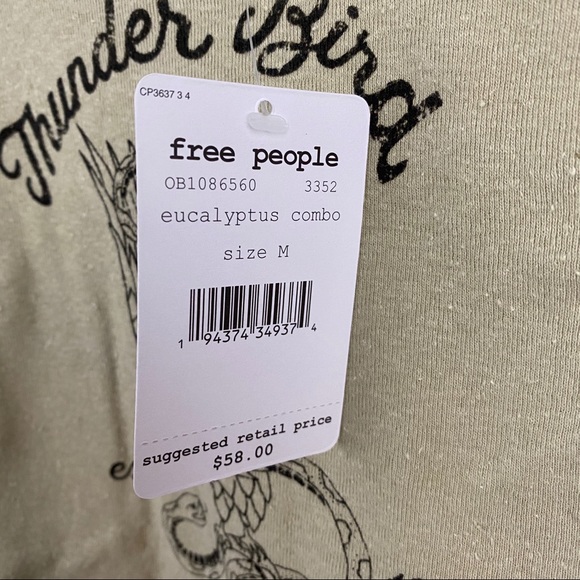 Thunder Bird
CP3637 3 4
free people
OB1086560 3352
eucalyptus combo
size M
1 94374 34937 4
suggested retail price
$58.00